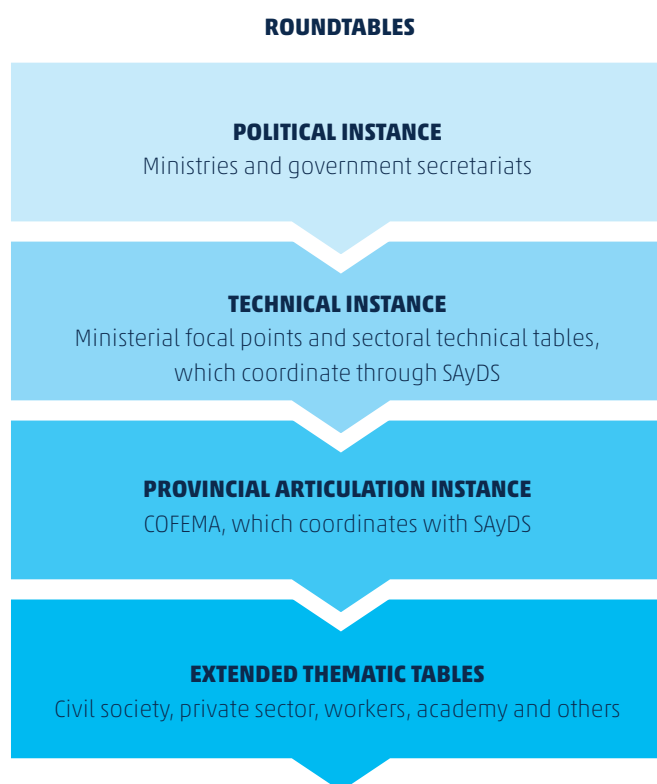 ROUNDTABLES
POLITICAL INSTANCE
Ministries and government secretariats
TECHNICAL INSTANCE
Ministerial focal points and sectoral technical tables,
which coordinate through SAyDS
PROVINCIAL ARTICULATION INSTANCE
COFEMA, which coordinates with SAyDS
EXTENDED THEMATIC TABLES
Civil society, private sector, workers, academy and others